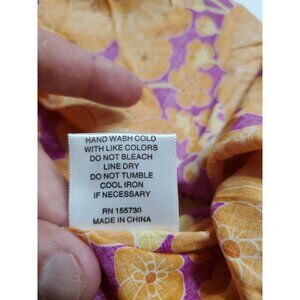 HAND WASH COLD
WITH LIKE COLORS
DO NOT BLEACH
LINE DRY
DO NOT TUMBLE
COOL IRON
IF NECESSARY
RN 155730
MADE IN CHINA